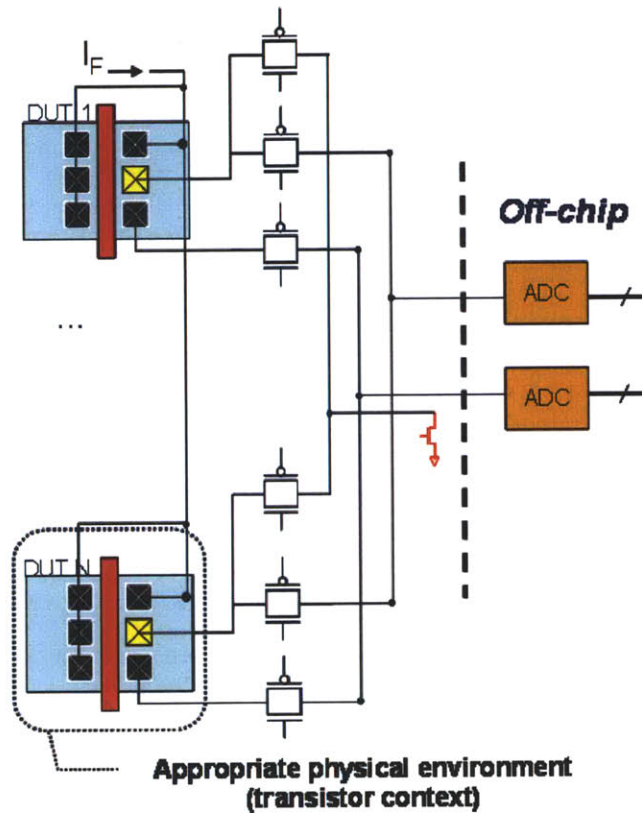 I_F
DUT 1
Off-chip
ADC
...
ADC
DUT N
Appropriate physical environment
(transistor context)